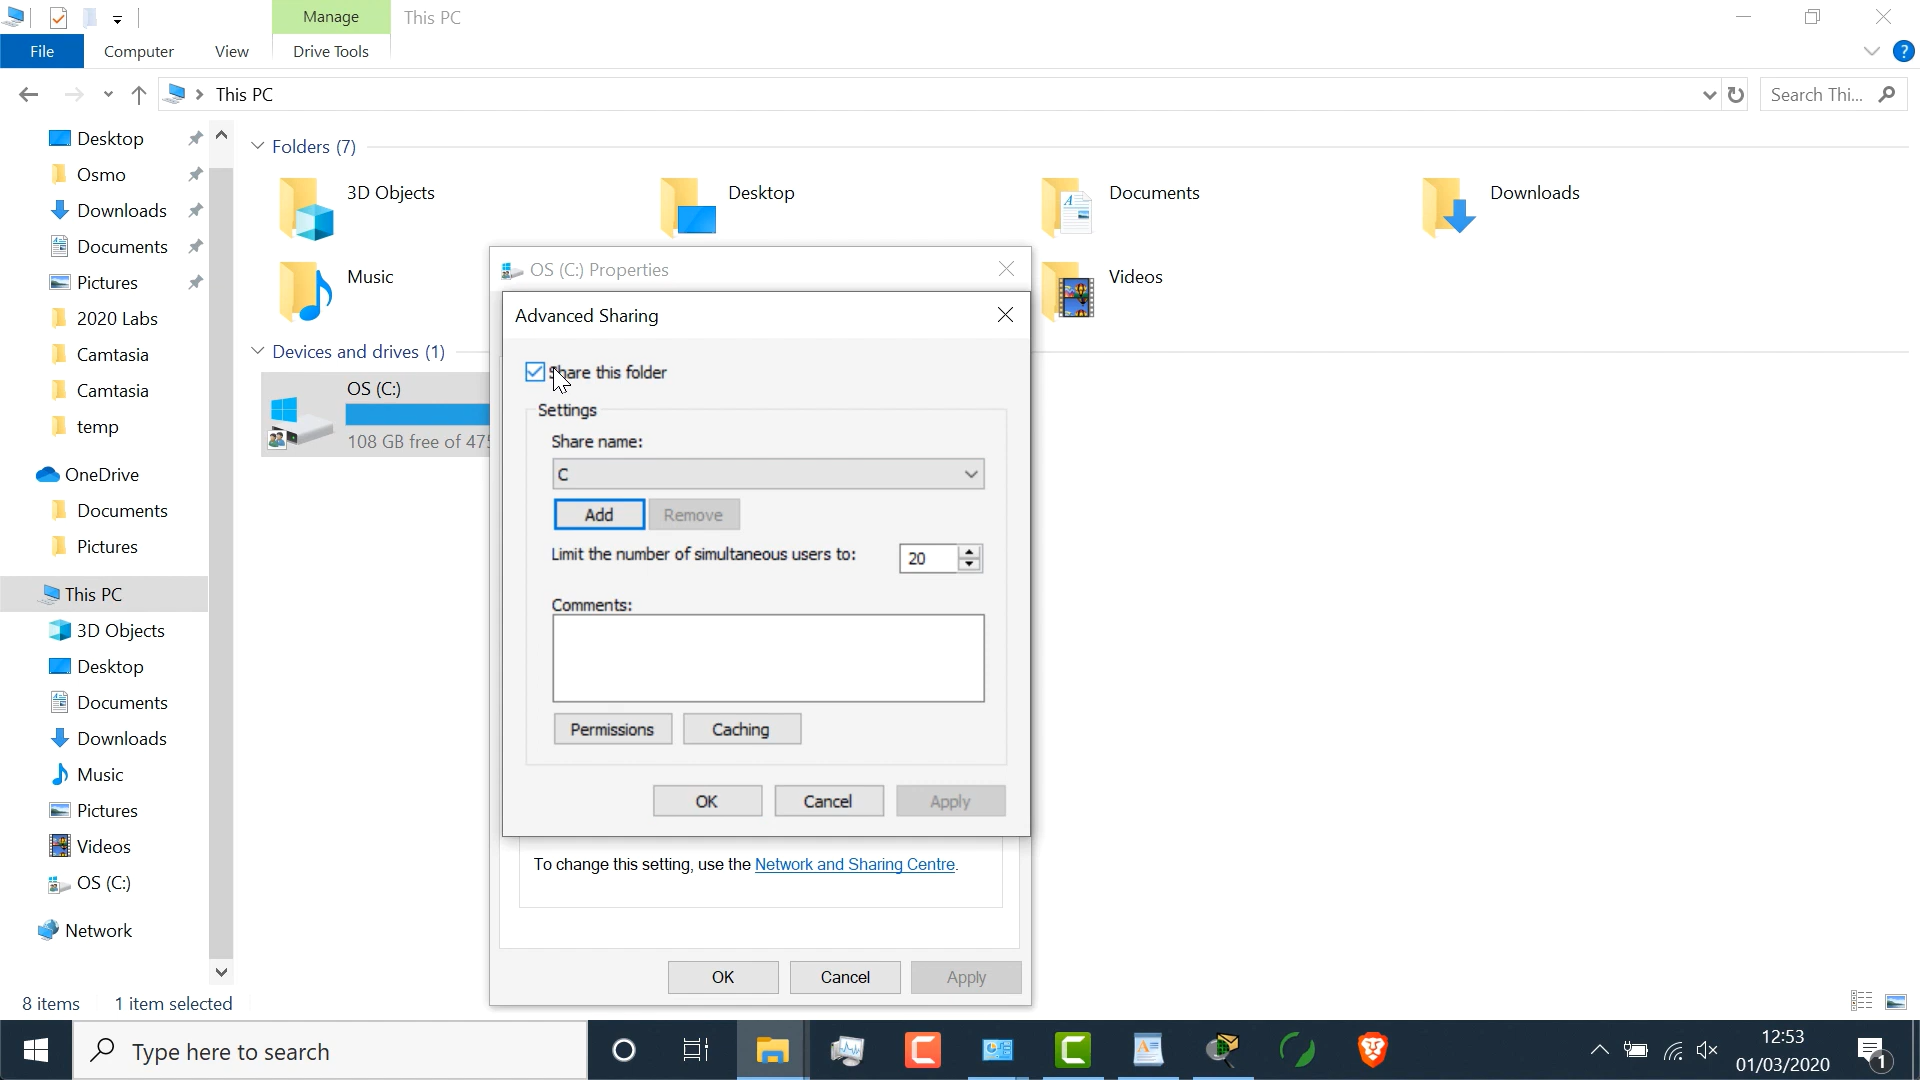 Manage
This PC
File
Computer
View
Drive Tools
This PC
Search Thi...
Desktop
Osmo
Downloads
Documents
Pictures
2020 Labs
Camtasia
Camtasia
temp
OneDrive
Documents
Pictures
This PC
3D Objects
Desktop
Documents
Downloads
Music
Pictures
Videos
OS (C:)
Network
Folders (7)
3D Objects
Desktop
Documents
Downloads
Music
Videos
Devices and drives (1)
OS (C:)
108 GB free of 475
OS (C:) Properties
Advanced Sharing
Share this folder
Settings
Share name:
C
Add
Remove
Limit the number of simultaneous users to:
20
Comments:
Permissions
Caching
OK
Cancel
Apply
To change this setting, use the Network and Sharing Centre.
OK
Cancel
Apply
8 items
1 item selected
Type here to search
12:53
01/03/2020
1